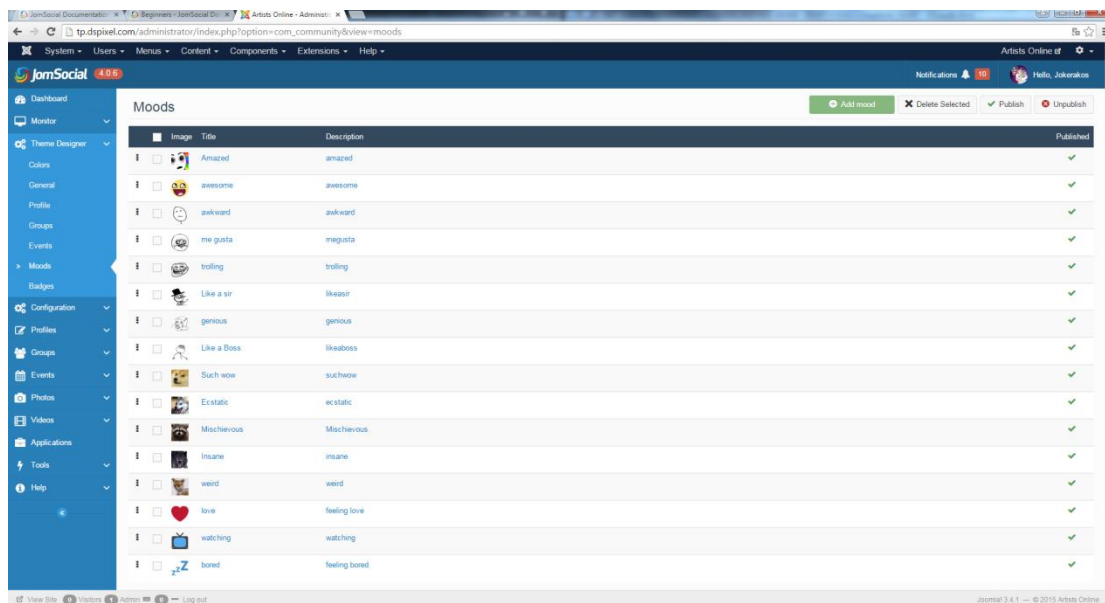 JomSocial Documentation
Beginners - JomSocial Do
Artists Online - Administra
tp.dspixel.com/administrator/index.php?option=com_community&view=moods
System Users Menus Content Components Extensions Help Artists Online
JomSocial 4.0.6 Notifications 10 Hello, Jokerakos
Dashboard
Monitor
Theme Designer
Colors
General
Profile
Groups
Events
Moods
Badges
Configuration
Profiles
Groups
Events
Photos
Videos
Applications
Tools
Help
Moods Add mood Delete Selected Publish Unpublish
Image Title Description Published
Amazed amazed
awesome awesome
awkward awkward
me gusta megusta
trolling trolling
Like a sir likeasir
genious genious
Like a Boss likeaboss
Such wow suchwow
Ecstatic ecstatic
Mischievous Mischievous
Insane insane
weird weird
love feeling love
watching watching
bored feeling bored
View Site 0 Visitors 1 Admin 0 Log out Joomla! 3.4.1 — © 2015 Artists Online